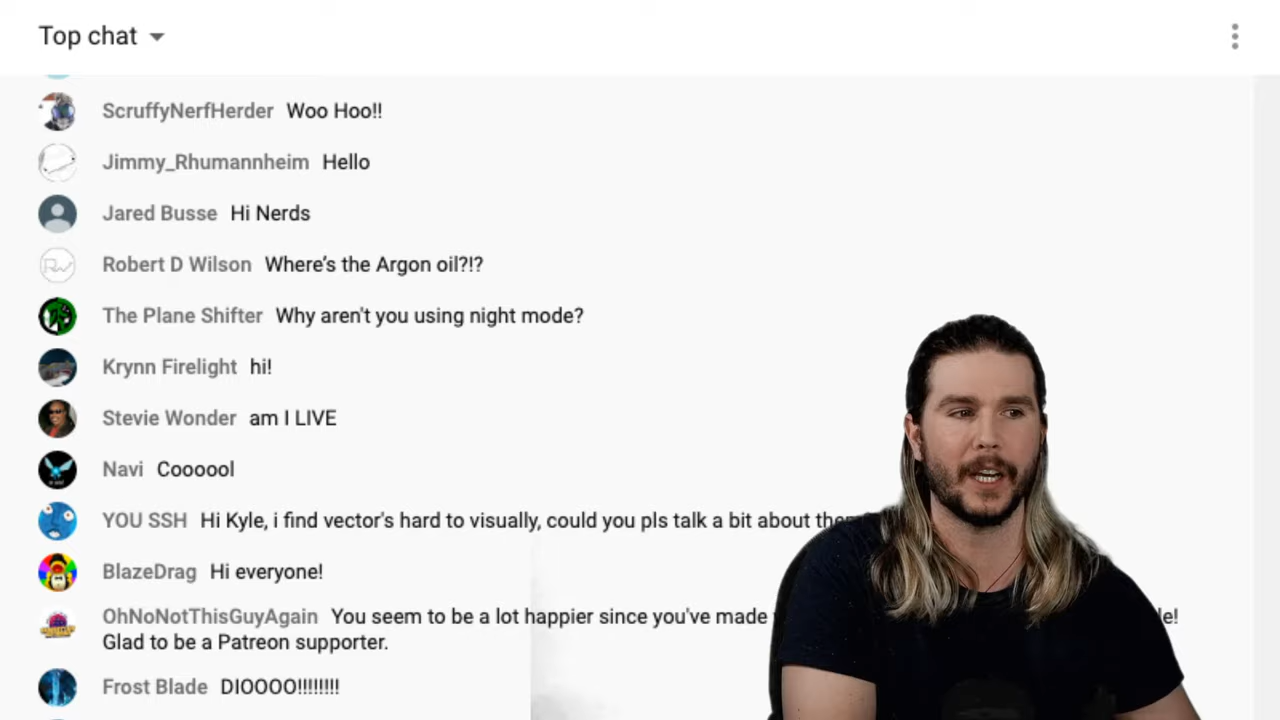 Top chat
ScruffyNerfHerder Woo Hoo!!
Jimmy_Rhumannheim Hello
Jared Busse Hi Nerds
Robert D Wilson Where's the Argon oil?!?
The Plane Shifter Why aren't you using night mode?
Krynn Firelight hi!
Stevie Wonder am I LIVE
Navi Coooool
YOU SSH Hi Kyle, i find vector's hard to visually, could you pls talk a bit about
BlazeDrag Hi everyone!
OhNoNotThisGuyAgain You seem to be a lot happier since you've made
Glad to be a Patreon supporter.
Frost Blade DIOOOO!!!!!!!!